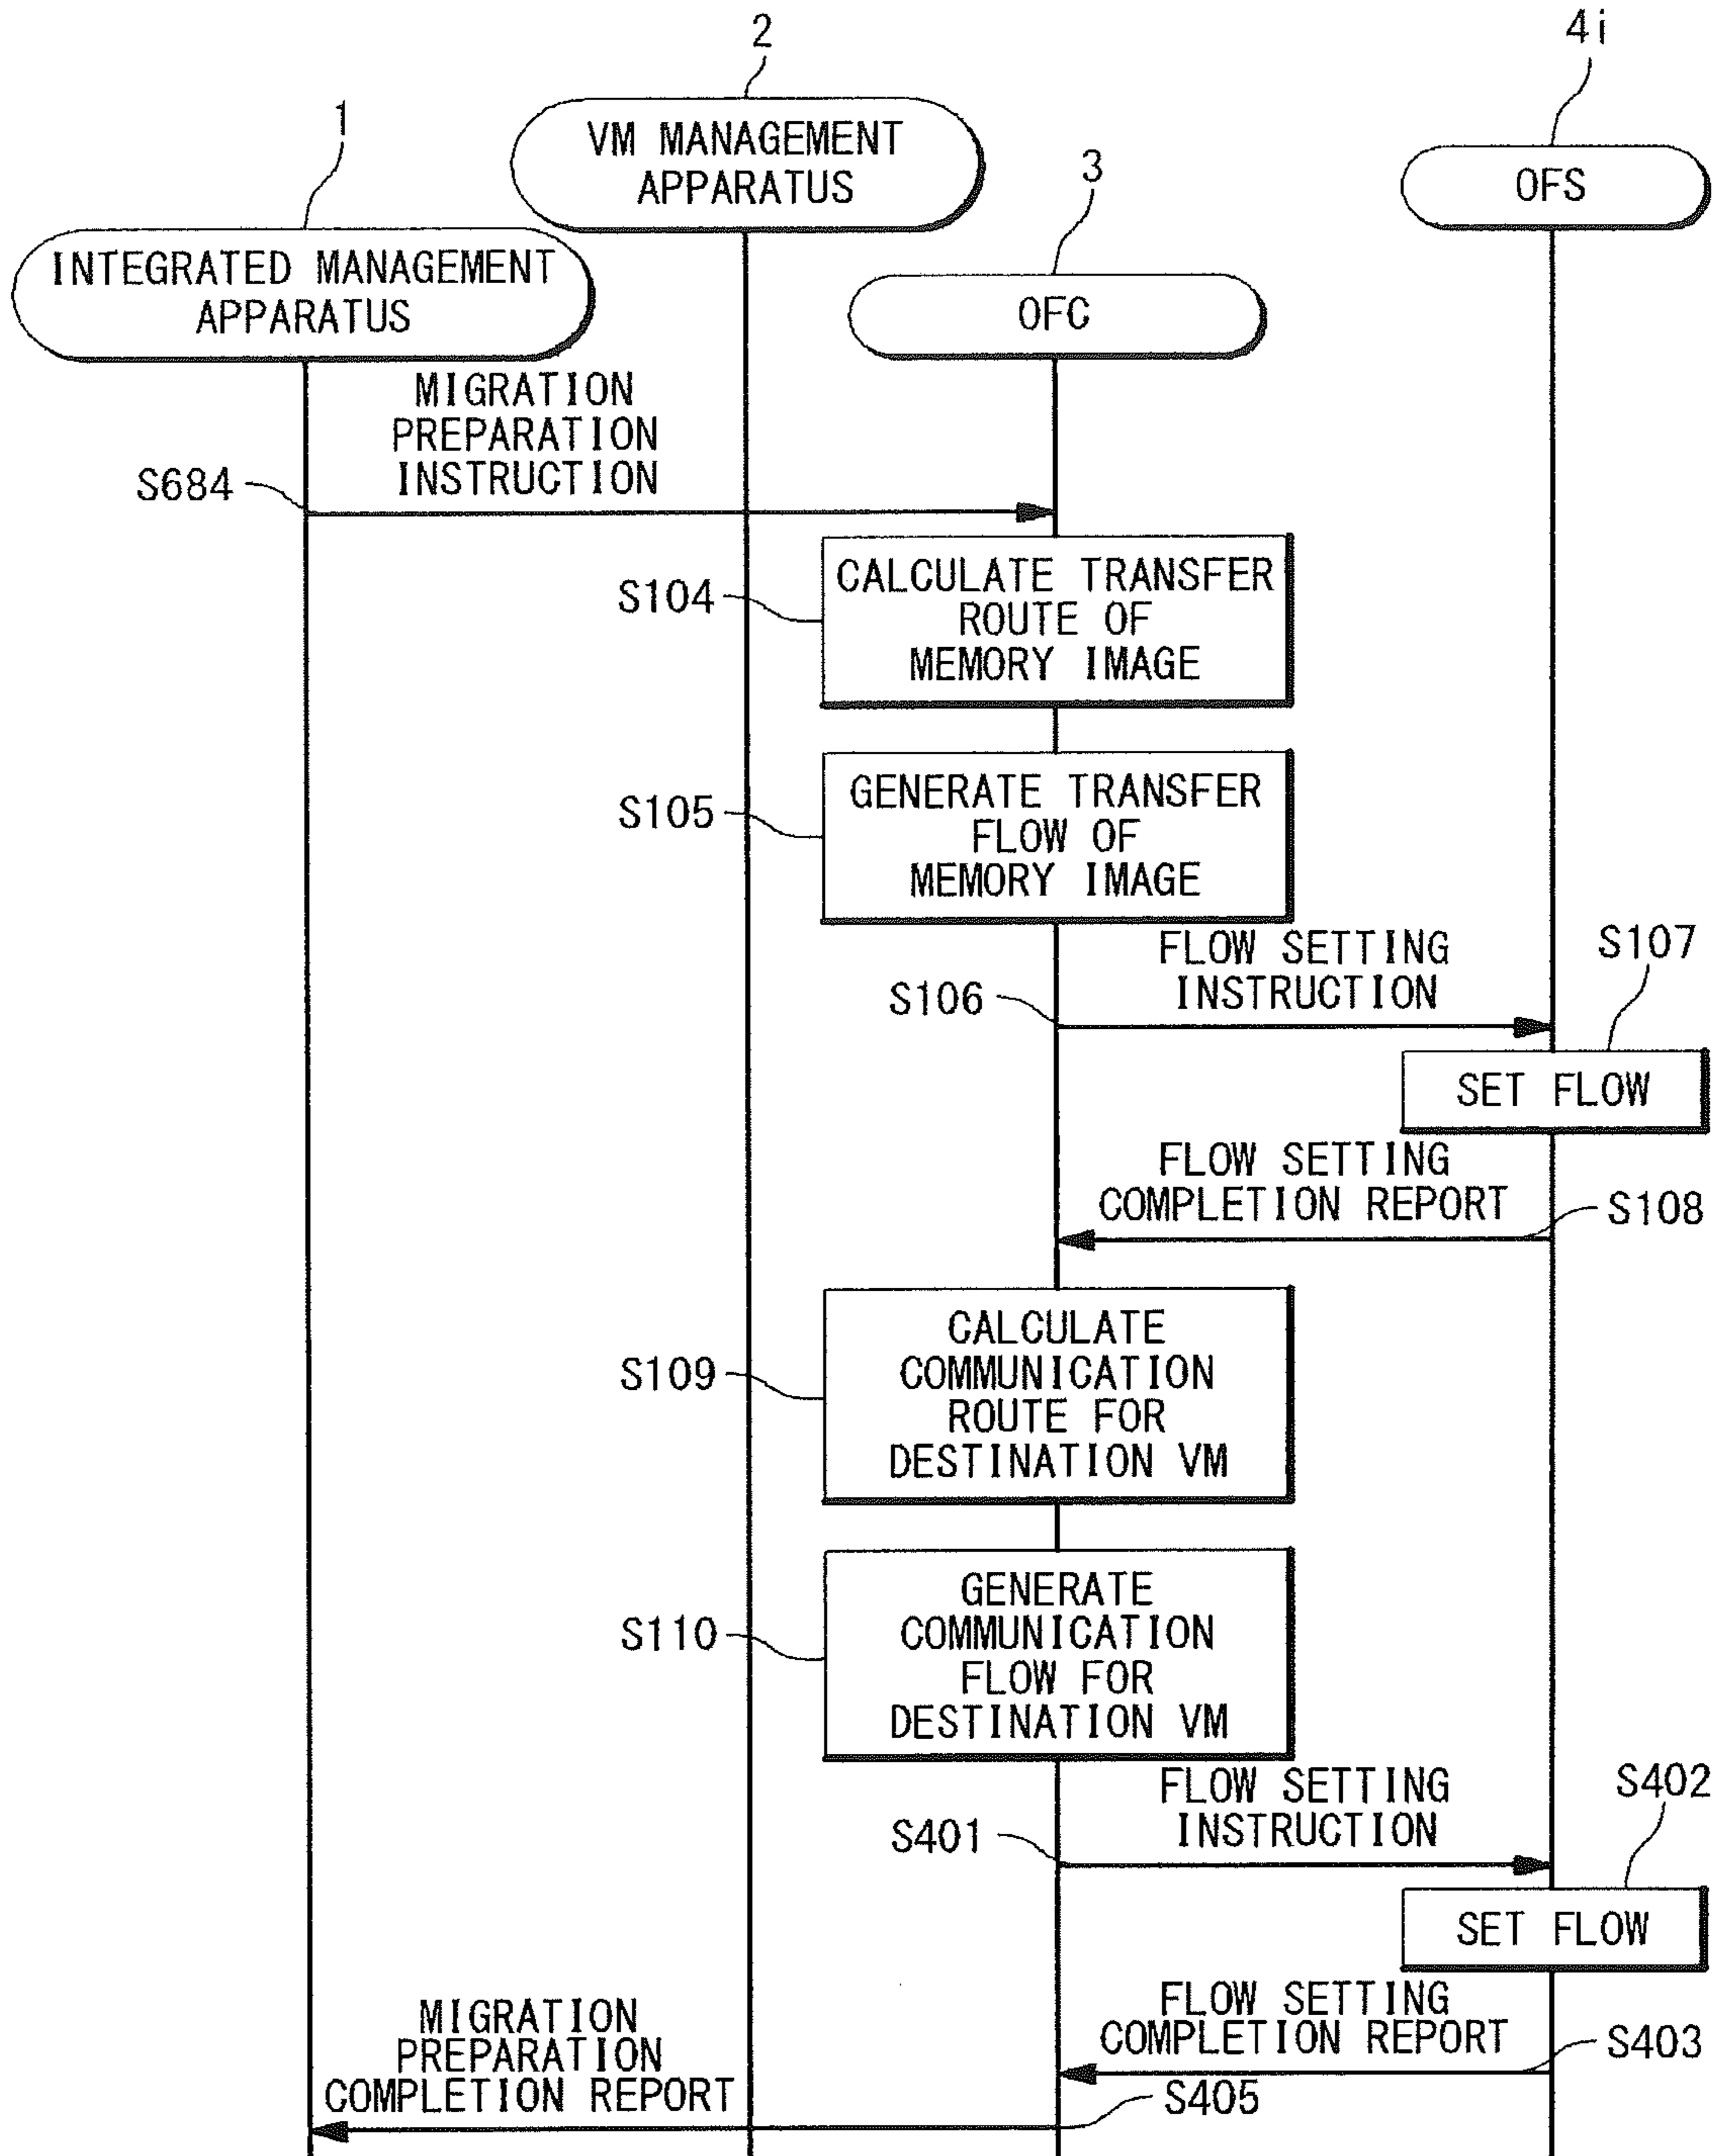 2
4i
1
VM MANAGEMENT
APPARATUS
3
OFS
INTEGRATED MANAGEMENT
APPARATUS
OFC
MIGRATION
PREPARATION
INSTRUCTION
S684
CALCULATE TRANSFER
ROUTE OF
MEMORY IMAGE
S104
GENERATE TRANSFER
FLOW OF
MEMORY IMAGE
S105
FLOW SETTING
INSTRUCTION
S107
S106
SET FLOW
FLOW SETTING
COMPLETION REPORT
S108
CALCULATE
COMMUNICATION
ROUTE FOR
DESTINATION VM
S109
GENERATE
COMMUNICATION
FLOW FOR
DESTINATION VM
S110
FLOW SETTING
INSTRUCTION
S402
S401
SET FLOW
FLOW SETTING
COMPLETION REPORT
S403
MIGRATION
PREPARATION
COMPLETION REPORT
S405